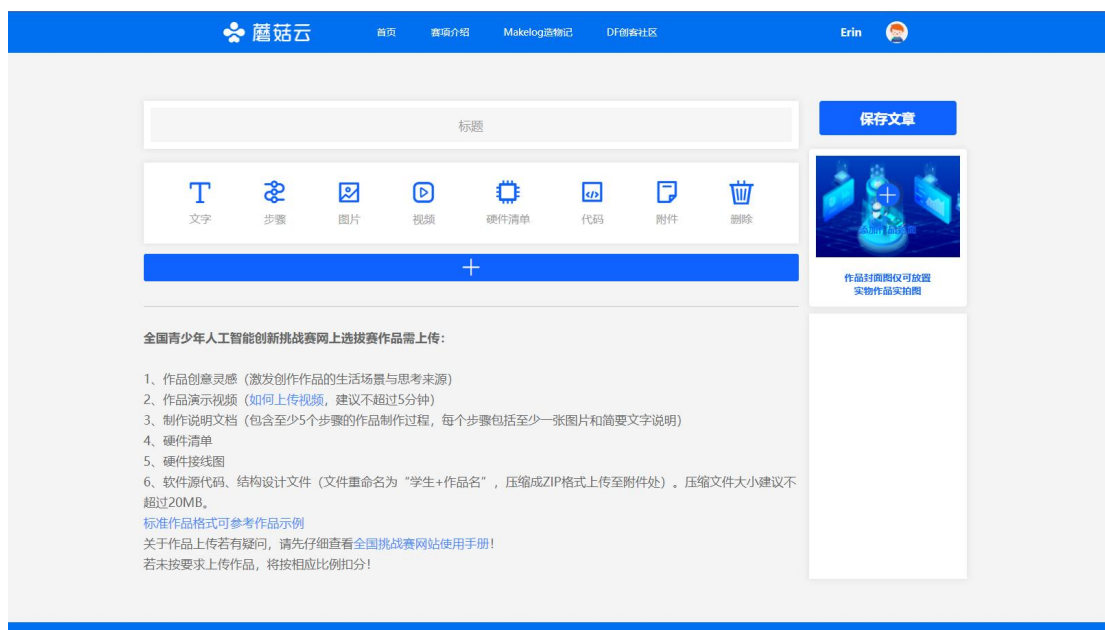 蘑菇云
首页 赛项介绍 Makelog造物记 DF创客社区
Erin
标题
保存文章
文字 步骤 图片 视频 硬件清单 代码 附件 删除
作品封面图仅可放置
实物作品实拍图
全国青少年人工智能创新挑战赛网上选拔赛作品需上传：
1、作品创意灵感（激发创作作品的生活场景与思考来源）
2、作品演示视频（如何上传视频，建议不超过5分钟）
3、制作说明文档（包含至少5个步骤的作品制作过程，每个步骤包括至少一张图片和简要文字说明）
4、硬件清单
5、硬件接线图
6、软件源代码、结构设计文件（文件重命名为“学生+作品名”，压缩成ZIP格式上传至附件处）。压缩文件大小建议不
超过20MB。
标准作品格式可参考作品示例
关于作品上传若有疑问，请先仔细查看全国挑战赛网站使用手册！
若未按要求上传作品，将按相应比例扣分！